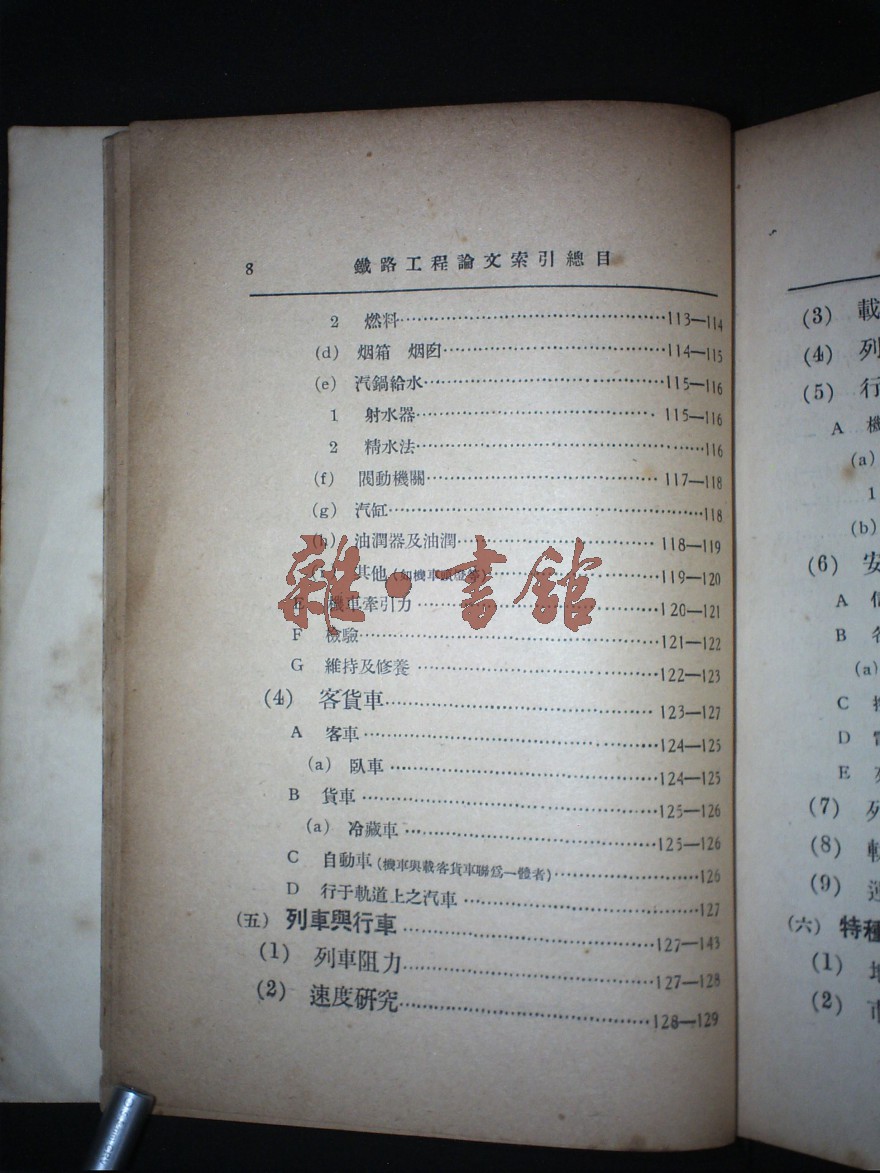 8 鐵路工程論文索引總目
2 燃料 113—114
(d) 烟箱 烟囱 114—115
(e) 汽鍋給水 115—116
1 射水器 115—116
2 精水法 116
(f) 閥動機關 117—118
(g) 汽缸 118
(h) 油潤器及油潤 118—119
其他 119—120
E 機車牽引力 120—121
F 檢驗 121—122
G 維持及修養 122—123
(4) 客貨車 123—127
A 客車 124—125
(a) 臥車 124—125
B 貨車 125—126
(a) 冷藏車 125—126
C 自動車 (機車與載客貨車聯爲一體者) 126
D 行于軌道上之汽車 127
(五) 列車與行車 127—143
(1) 列車阻力 127—128
(2) 速度研究 128—129
雜·書館
(3) 載
(4) 列
(5) 行
A 機
(a)
1
(b)
(6) 安
A 信
B 各
(a)
C
D
E
(7) 列
(8)
(9)
(六) 特種
(1)
(2) 市